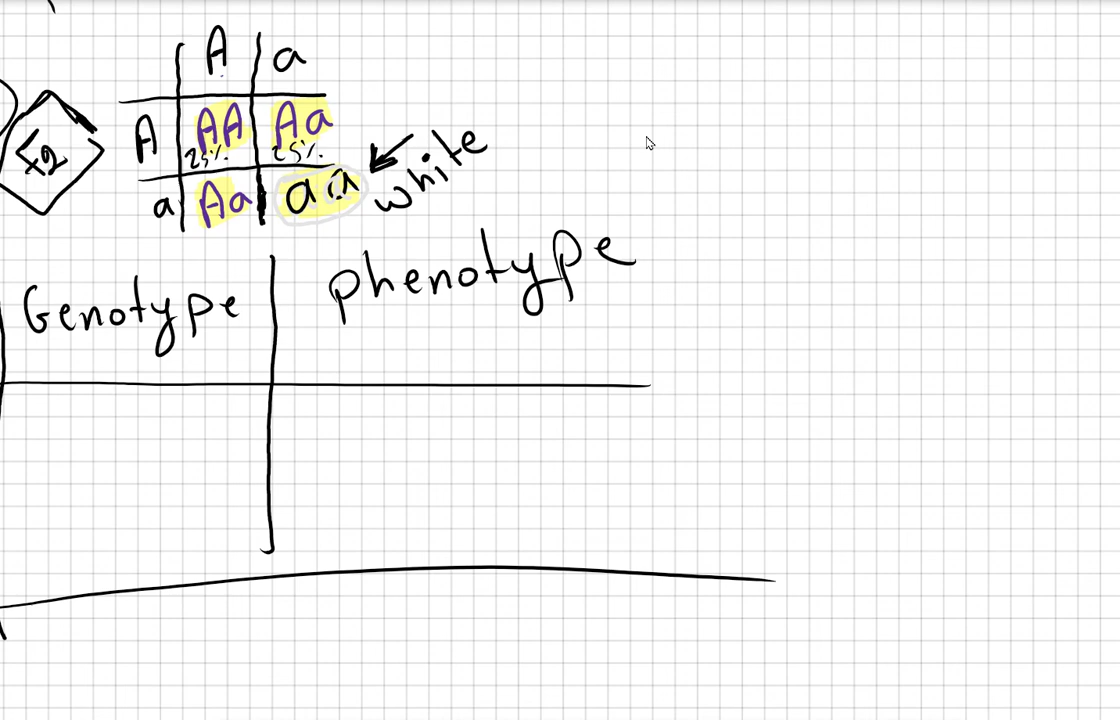 A a
A AA Aa
25% 25%
F2
a Aa aa
white
Genotype phenotype